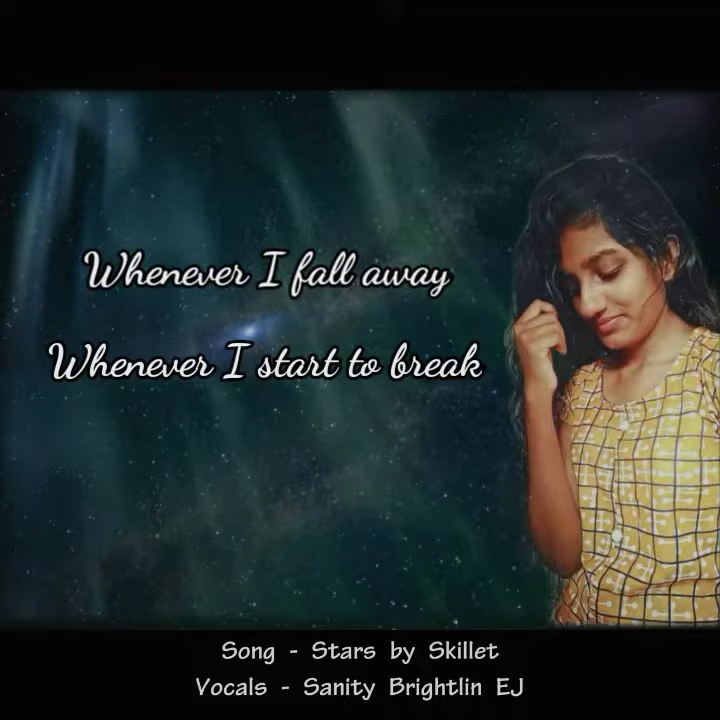 Whenever I fall away
Whenever I start to break
Song - Stars by Skillet
Vocals - Sanity Brightlin EJ